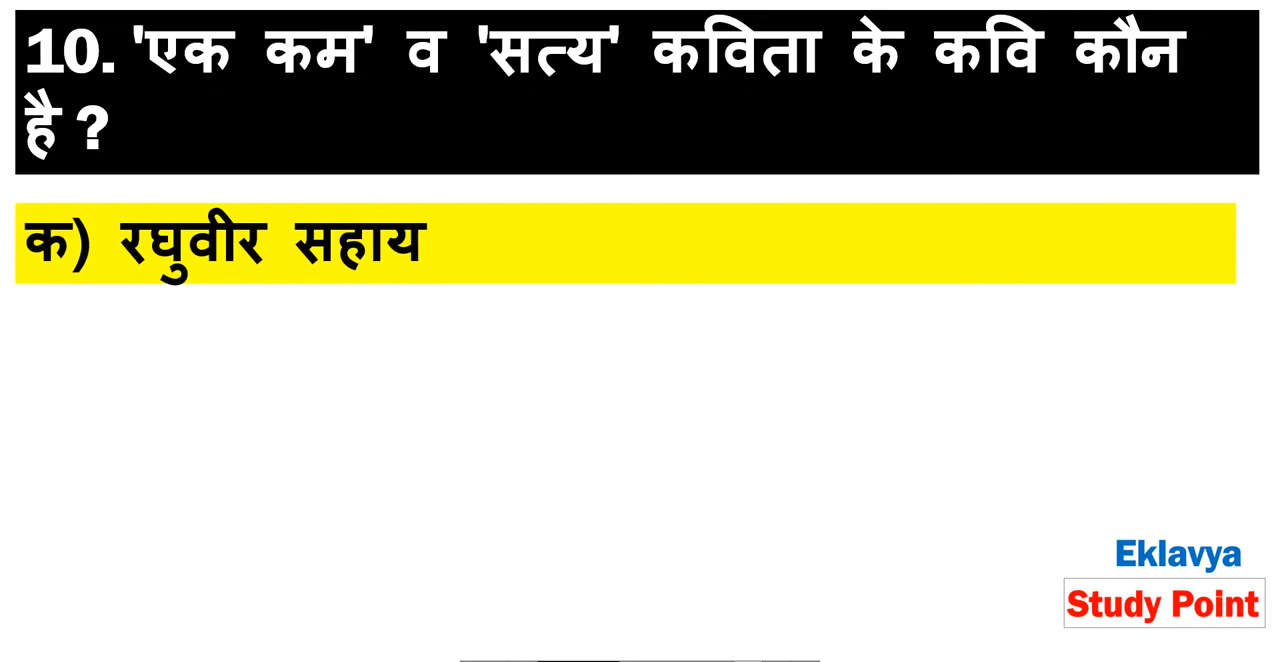 10. 'एक कम' व 'सत्य' कविता के कवि कौन
है ?
क) रघुवीर सहाय
Eklavya
Study Point